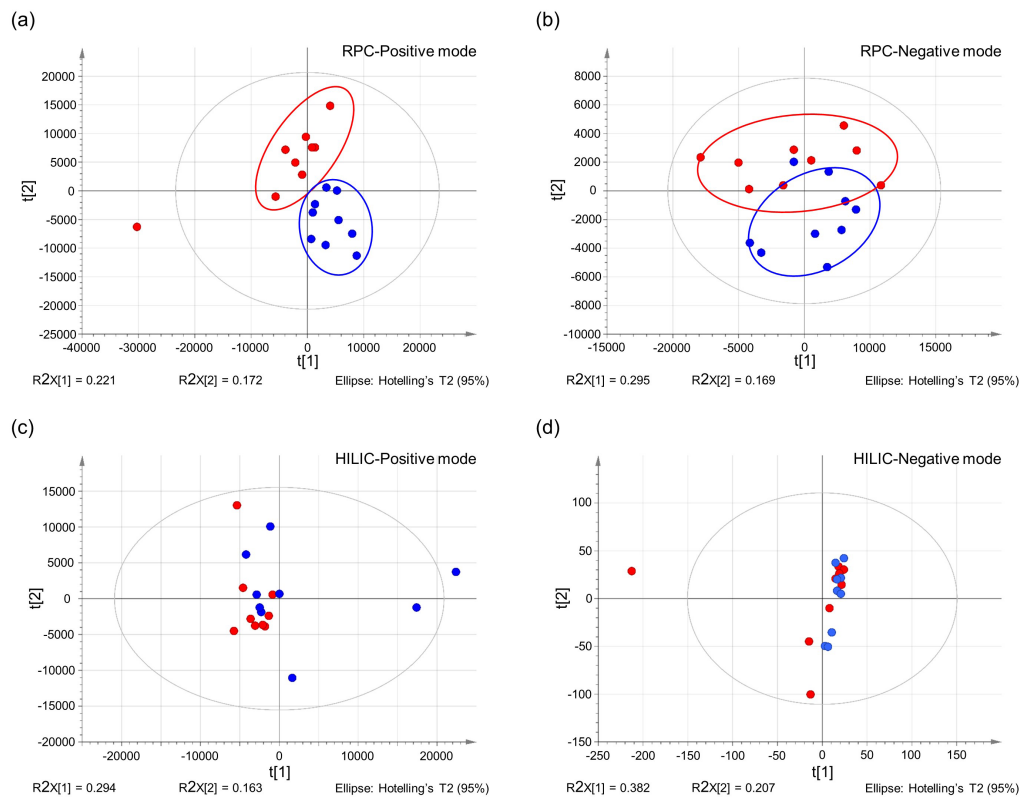 (a)
RPC-Positive mode
20000
15000
10000
5000
0
-5000
-10000
-15000
-20000
-25000
t[2]
-40000 -30000 -20000 -10000 0 10000 20000
t[1]
R2X[1] = 0.221 R2X[2] = 0.172 Ellipse: Hotelling's T2 (95%)
(b)
RPC-Negative mode
8000
6000
4000
2000
0
-2000
-4000
-6000
-8000
-10000
t[2]
-15000 -20000 -5000 0 10000 15000
t[1]
R2X[1] = 0.295 R2X[2] = 0.169 Ellipse: Hotelling's T2 (95%)
(c)
HILIC-Positive mode
15000
10000
5000
0
-5000
-10000
-15000
-20000
t[2]
-20000 -10000 0 10000 20000
t[1]
R2X[1] = 0.294 R2X[2] = 0.163 Ellipse: Hotelling's T2 (95%)
(d)
HILIC-Negative mode
100
50
0
-50
-100
-150
t[2]
-250 -200 -150 -100 -50 0 50 100 150
t[1]
R2X[1] = 0.382 R2X[2] = 0.207 Ellipse: Hotelling's T2 (95%)